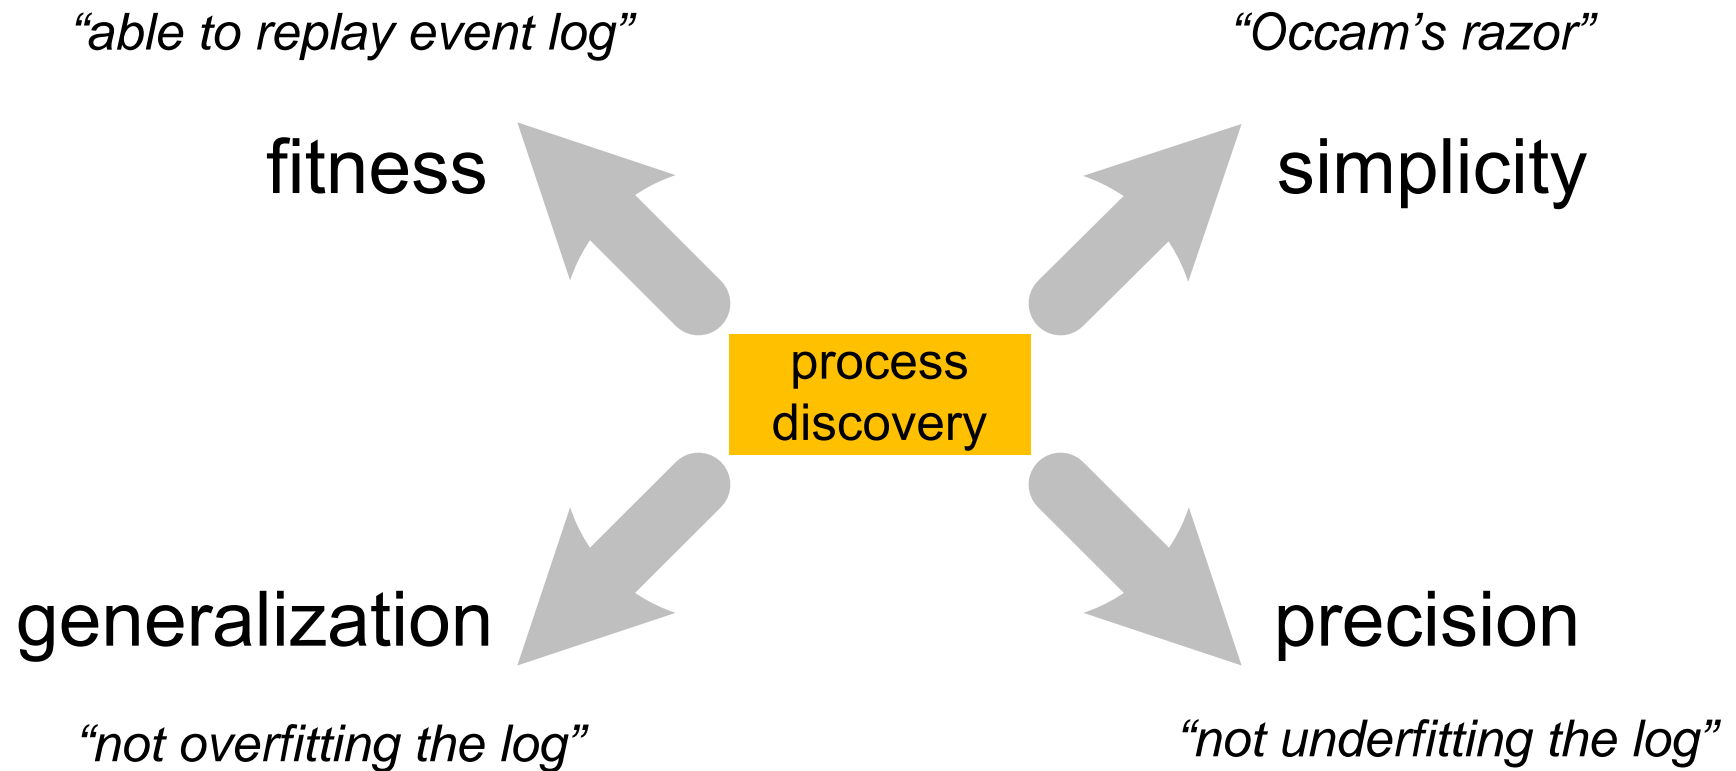 “able to replay event log”
“Occam’s razor”
fitness
simplicity
process
discovery
generalization
precision
“not overfitting the log”
“not underfitting the log”